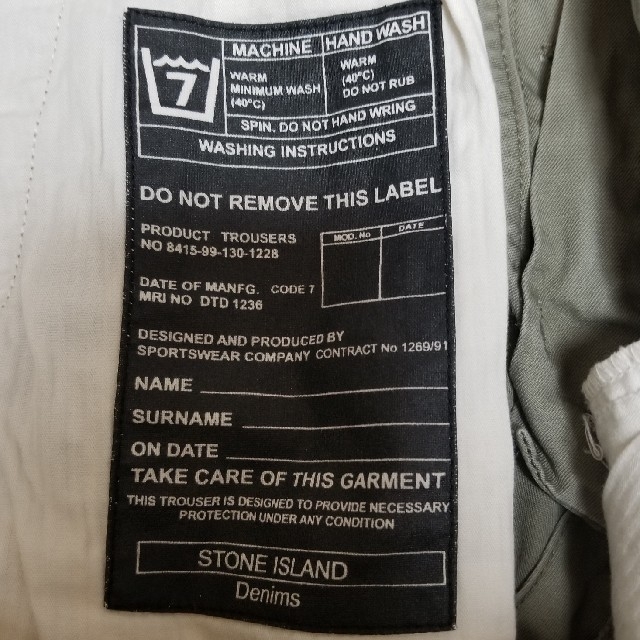 7
MACHINE HAND WASH
WARM
MINIMUM WASH
(40°C)
WARM
(40°C)
DO NOT RUB
SPIN. DO NOT HAND WRING
WASHING INSTRUCTIONS
DO NOT REMOVE THIS LABEL
PRODUCT TROUSERS
NO 8415-99-130-1228
MOD. No DATE
DATE OF MANFG. CODE 7
MRI NO DTD 1236
DESIGNED AND PRODUCED BY
SPORTSWEAR COMPANY CONTRACT No 1269/91
NAME
SURNAME
ON DATE
TAKE CARE OF THIS GARMENT
THIS TROUSER IS DESIGNED TO PROVIDE NECESSARY
PROTECTION UNDER ANY CONDITION
STONE ISLAND
Denims